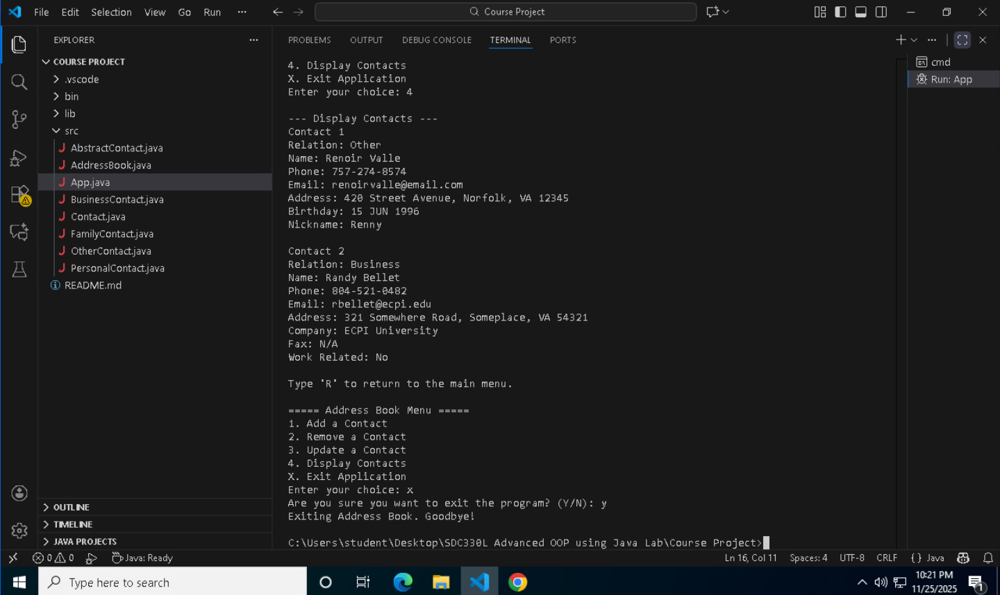 File Edit Selection View Go Run ··· Course Project
EXPLORER ···
COURSE PROJECT
.vscode
bin
lib
src
J AbstractContact.java
J AddressBook.java
J App.java
J BusinessContact.java
J Contact.java
J FamilyContact.java
J OtherContact.java
J PersonalContact.java
README.md
OUTLINE
TIMELINE
JAVA PROJECTS
PROBLEMS OUTPUT DEBUG CONSOLE TERMINAL PORTS
4. Display Contacts
X. Exit Application
Enter your choice: 4
--- Display Contacts ---
Contact 1
Relation: Other
Name: Renoir Valle
Phone: 757-274-8574
Email: renoirvalle@email.com
Address: 420 Street Avenue, Norfolk, VA 12345
Birthday: 15 JUN 1996
Nickname: Renny
Contact 2
Relation: Business
Name: Randy Bellet
Phone: 804-521-0482
Email: rbellet@ecpi.edu
Address: 321 Somewhere Road, Someplace, VA 54321
Company: ECPI University
Fax: N/A
Work Related: No
Type 'R' to return to the main menu.
===== Address Book Menu =====
1. Add a Contact
2. Remove a Contact
3. Update a Contact
4. Display Contacts
X. Exit Application
Enter your choice: x
Are you sure you want to exit the program? (Y/N): y
Exiting Address Book. Goodbye!
C:\Users\student\Desktop\SDC330L Advanced OOP using Java Lab\Course Project>
cmd
Run: App
0 0 Java: Ready Ln 16, Col 11 Spaces: 4 UTF-8 CRLF {} Java
Type here to search
10:21 PM
11/25/2025
1